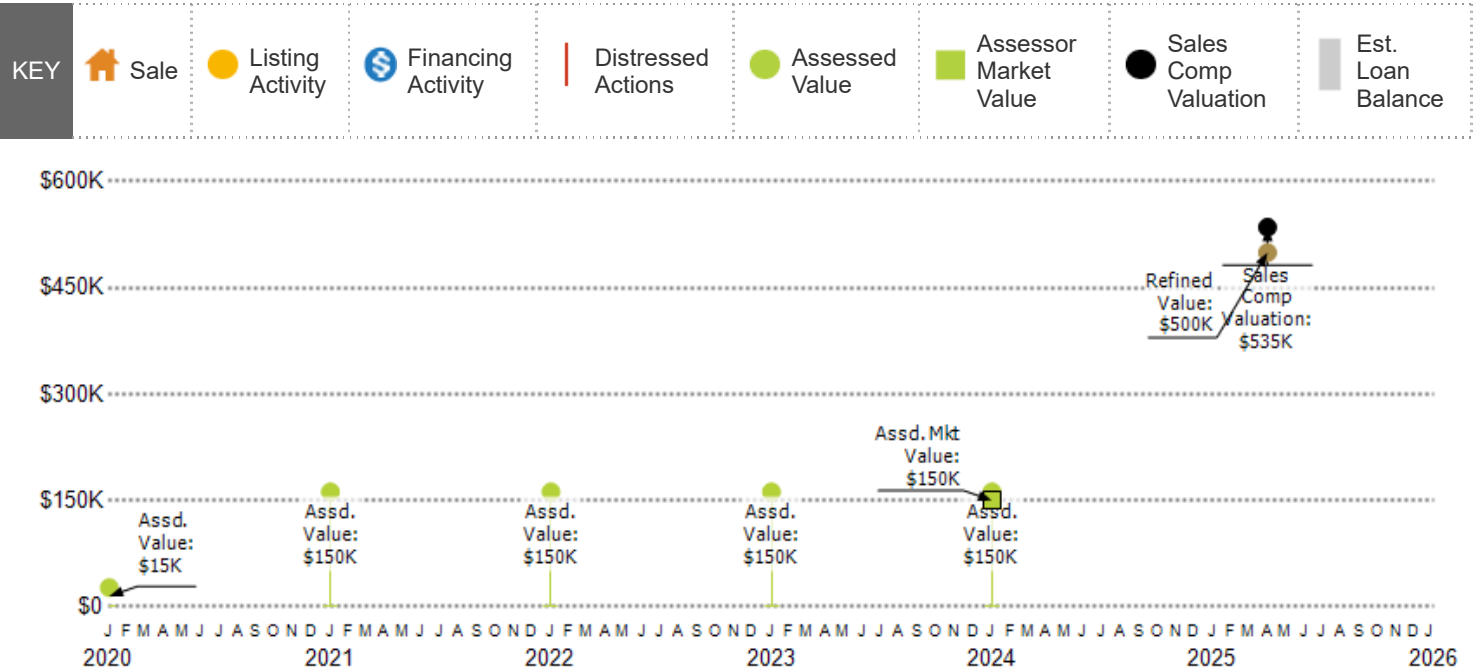 KEY
Sale
Listing
Activity
$
Financing
Activity
Distressed
Actions
Assessed
Value
Assessor
Market
Value
Sales
Comp
Valuation
Est.
Loan
Balance
$600K
$450K
$300K
$150K
$0
Refined
Value:
$500K
Sales
Comp
Valuation:
$535K
Assd. Mkt
Value:
$150K
Assd.
Value:
$15K
Assd.
Value:
$150K
Assd.
Value:
$150K
Assd.
Value:
$150K
Assd.
Value:
$150K
J F M A M J J A S O N D J F M A M J J A S O N D J F M A M J J A S O N D J F M A M J J A S O N D J F M A M J J A S O N D J F M A M J J A S O N D J
2020 2021 2022 2023 2024 2025 2026